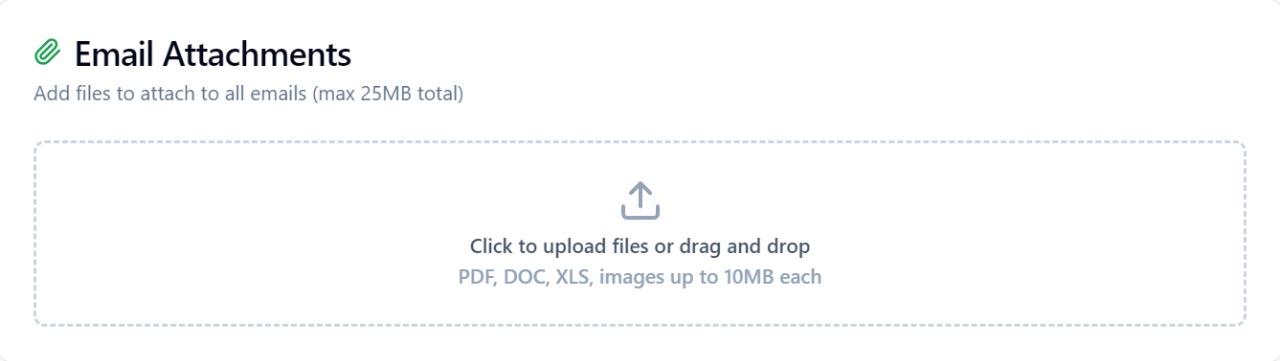 Email Attachments
Add files to attach to all emails (max 25MB total)
Click to upload files or drag and drop
PDF, DOC, XLS, images up to 10MB each